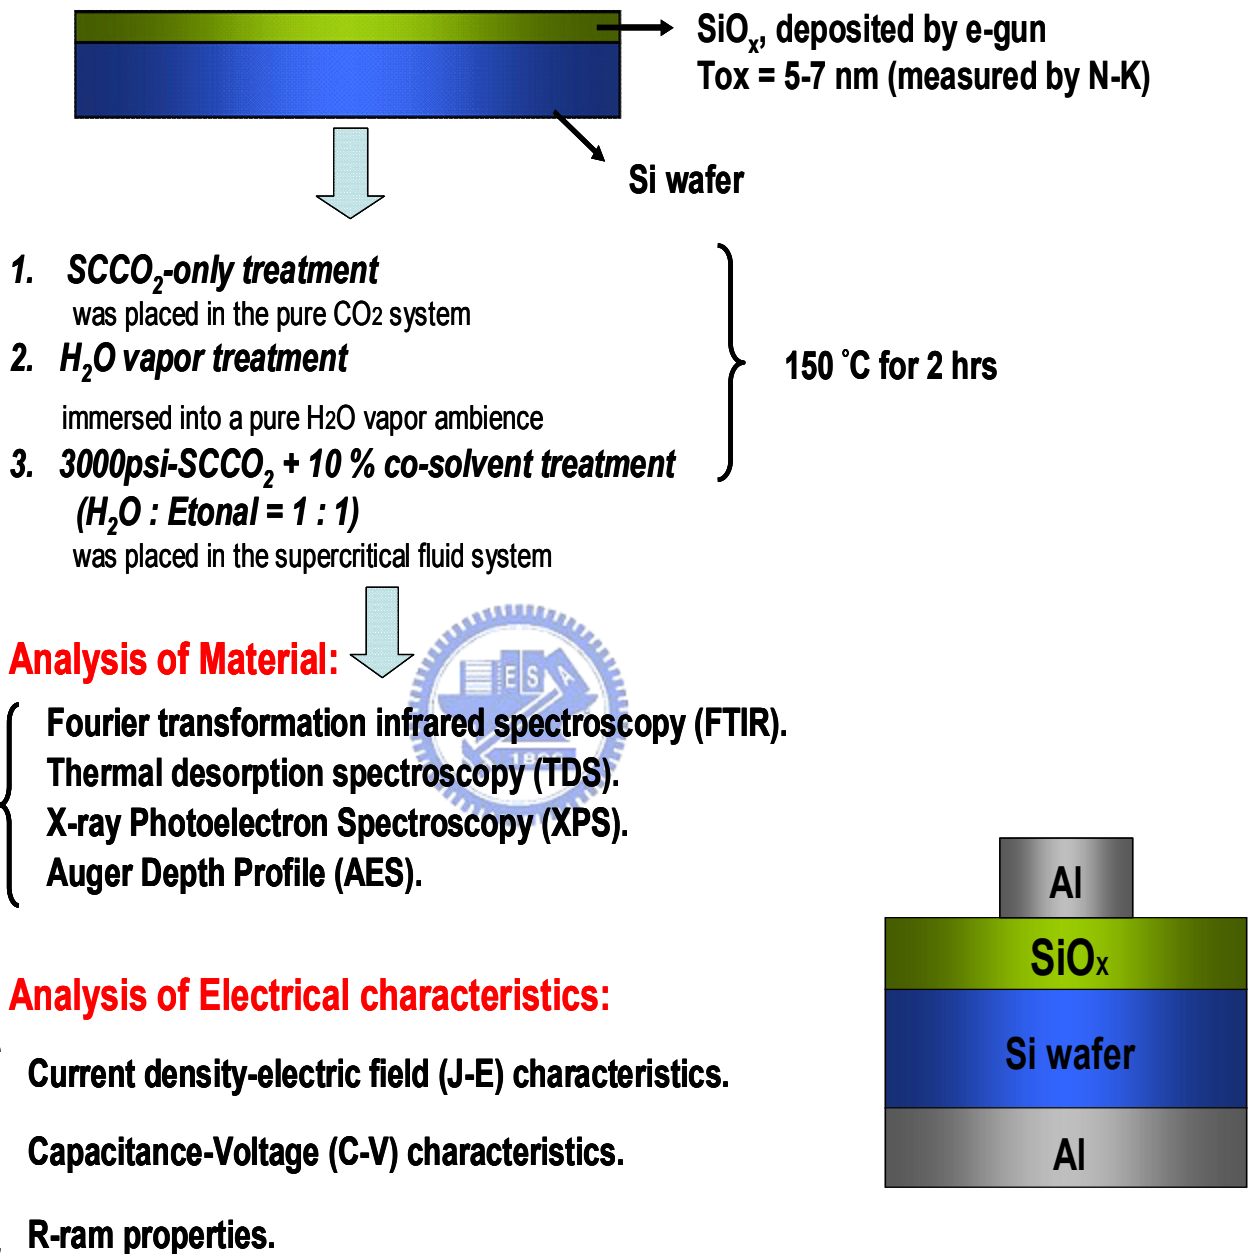 SiOx, deposited by e-gun
Tox = 5-7 nm (measured by N-K)
Si wafer
1. SCCO2-only treatment
was placed in the pure CO2 system
2. H2O vapor treatment
immersed into a pure H2O vapor ambience
3. 3000psi-SCCO2 + 10 % co-solvent treatment
(H2O : Etonal = 1 : 1)
was placed in the supercritical fluid system
150 °C for 2 hrs
Analysis of Material:
ESA
Fourier transformation infrared spectroscopy (FTIR).
1896
Thermal desorption spectroscopy (TDS).
X-ray Photoelectron Spectroscopy (XPS).
Auger Depth Profile (AES).
Al
SiOx
Si wafer
Al
Analysis of Electrical characteristics:
Current density-electric field (J-E) characteristics.
Capacitance-Voltage (C-V) characteristics.
R-ram properties.